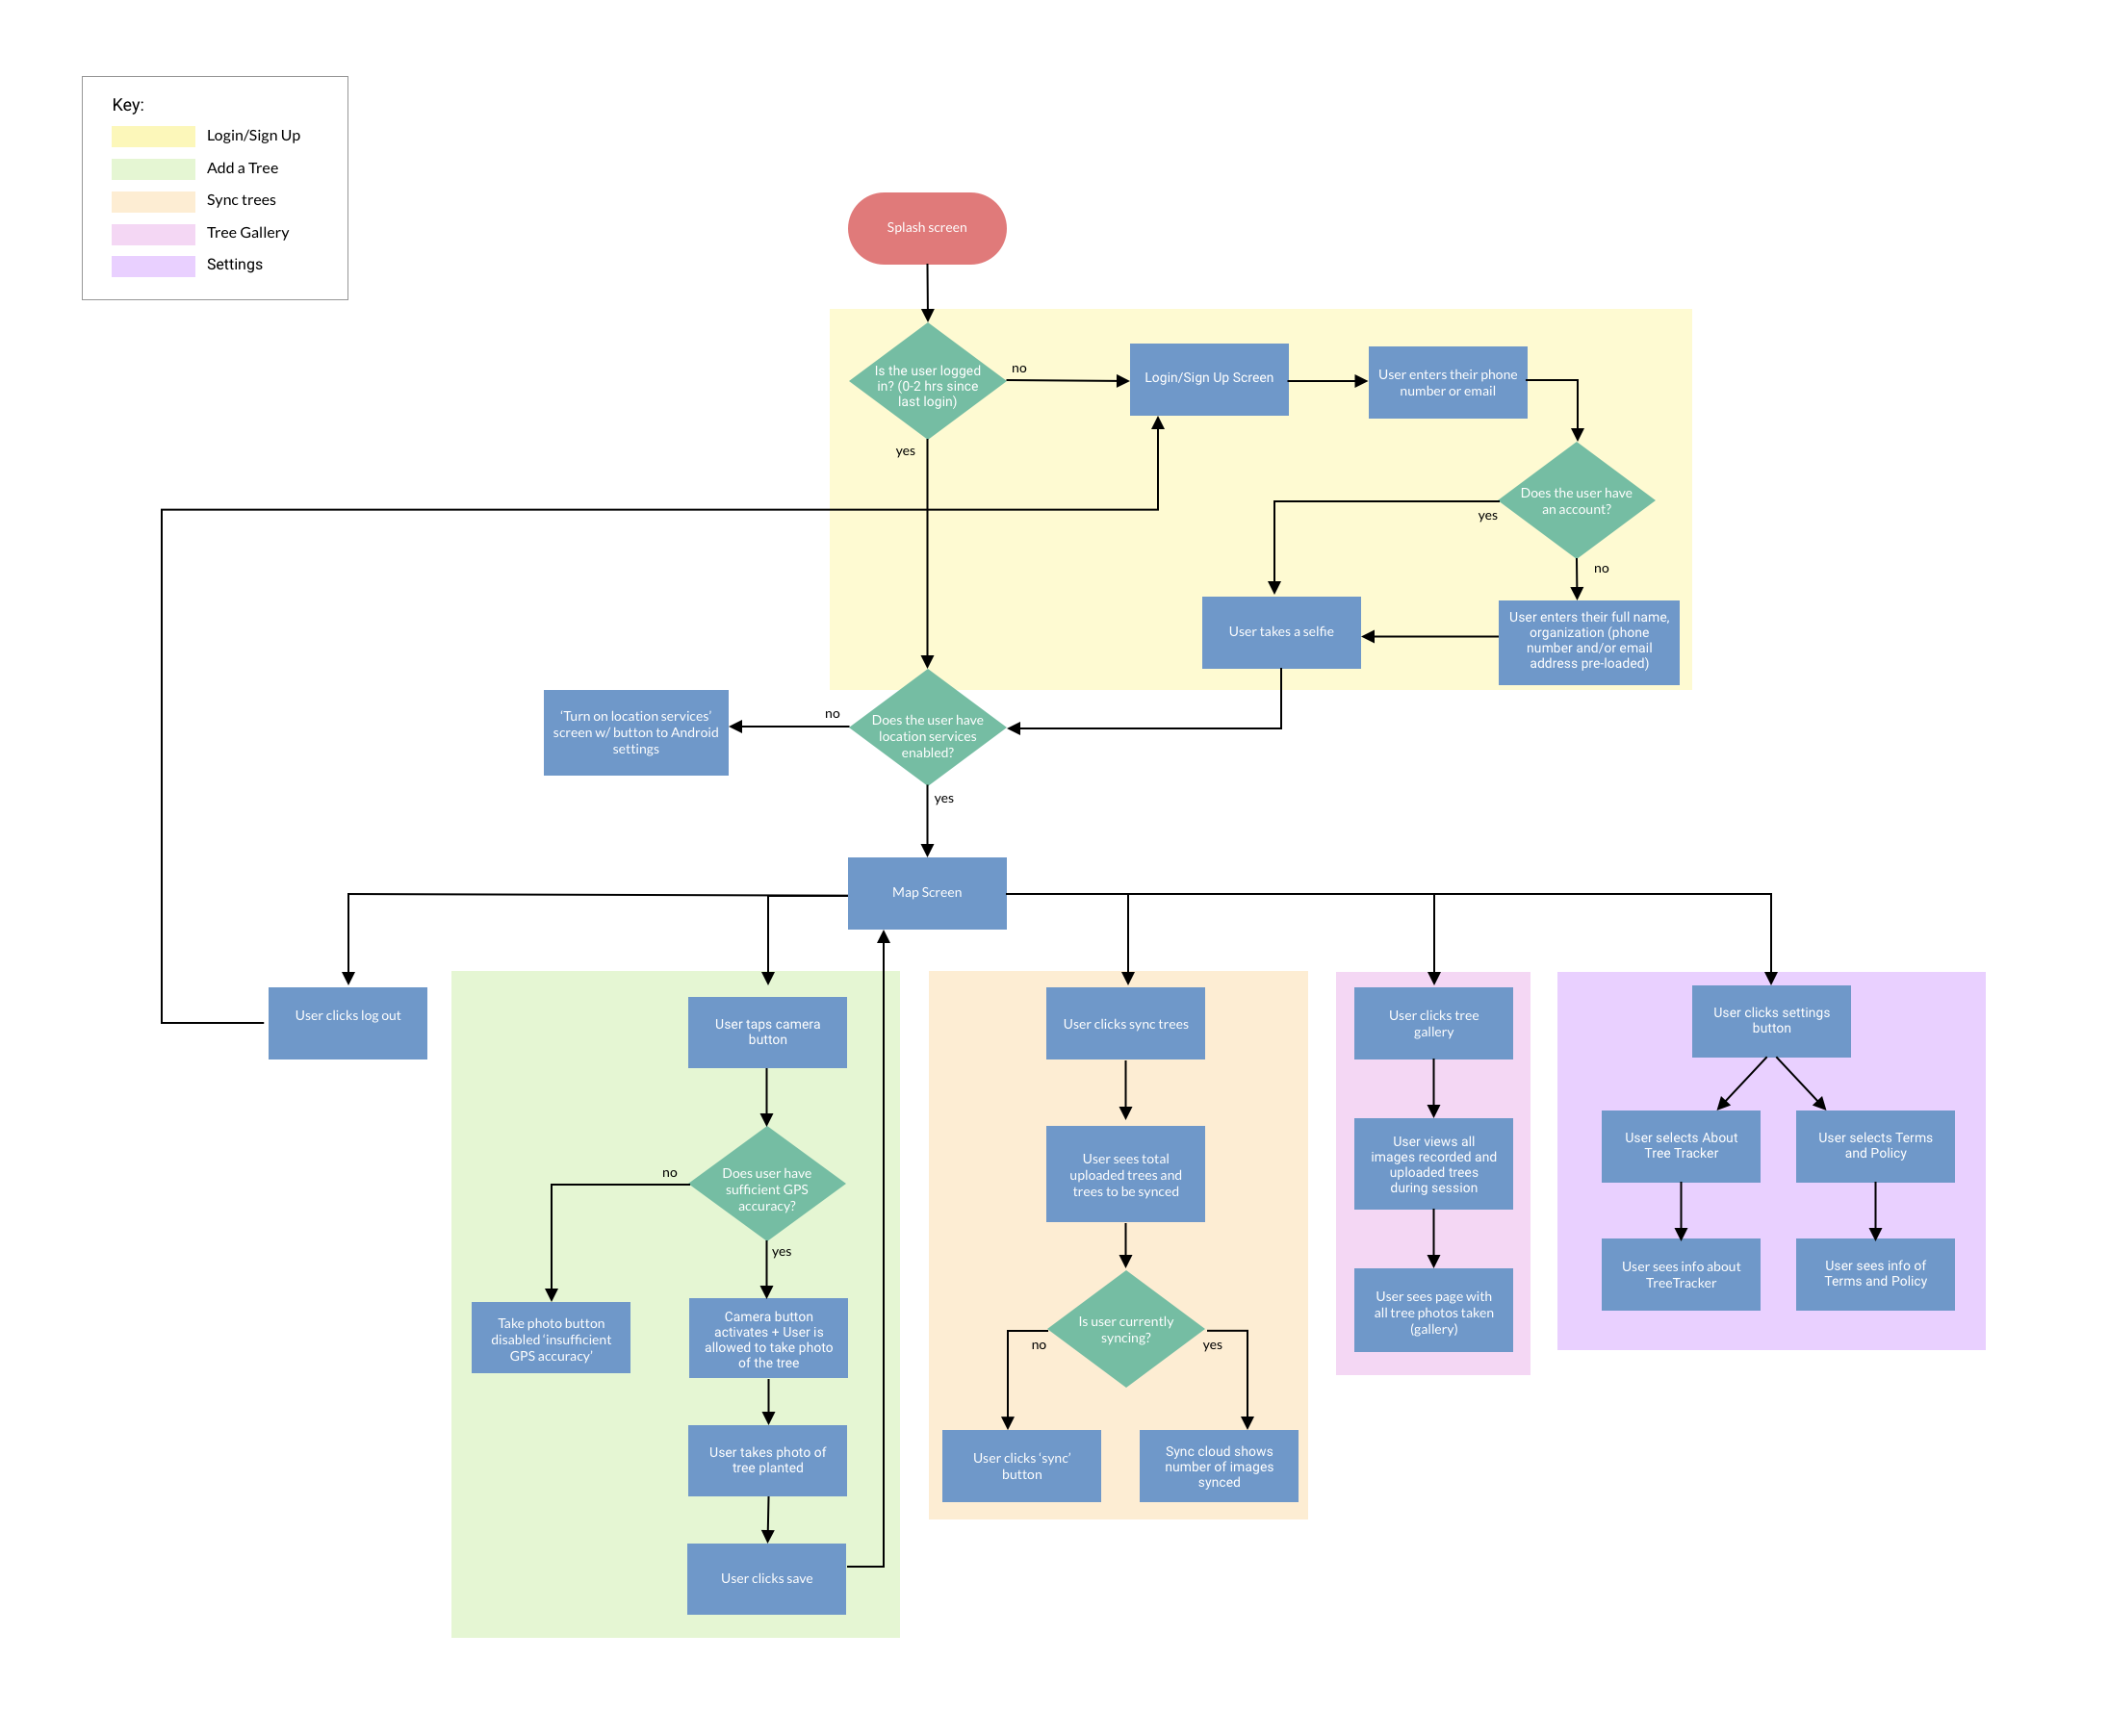 Key:
Login/Sign Up
Add a Tree
Sync trees
Tree Gallery
Settings
Splash screen
Is the user logged
in? (0-2 hrs since
last login)
no
yes
Login/Sign Up Screen
User enters their phone
number or email
Does the user have
an account?
yes
no
User takes a selfie
User enters their full name,
organization (phone
number and/or email
address pre-loaded)
‘Turn on location services’
screen w/ button to Android
settings
no
Does the user have
location services
enabled?
yes
Map Screen
User clicks log out
User taps camera
button
Does user have
sufficient GPS
accuracy?
no
yes
Take photo button
disabled ‘insufficient
GPS accuracy’
Camera button
activates + User is
allowed to take photo
of the tree
User takes photo of
tree planted
User clicks save
User clicks sync trees
User sees total
uploaded trees and
trees to be synced
Is user currently
syncing?
no
yes
User clicks ‘sync’
button
Sync cloud shows
number of images
synced
User clicks tree
gallery
User views all
images recorded and
uploaded trees
during session
User sees page with
all tree photos taken
(gallery)
User clicks settings
button
User selects About
Tree Tracker
User selects Terms
and Policy
User sees info about
TreeTracker
User sees info of
Terms and Policy